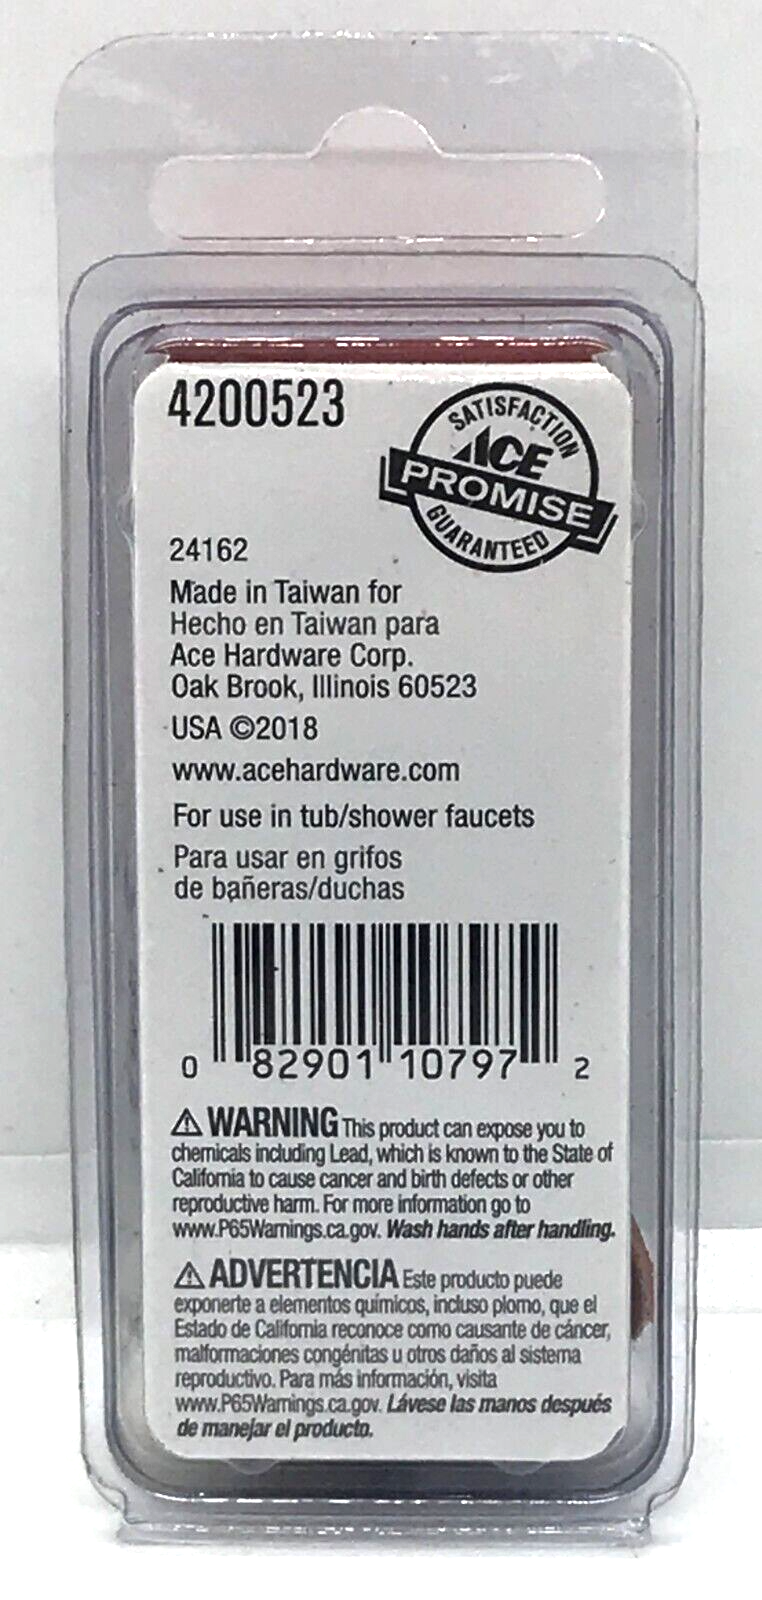 4200523
SATISFACTION
ACE
PROMISE
GUARANTEED
24162
Made in Taiwan for
Hecho en Taiwan para
Ace Hardware Corp.
Oak Brook, Illinois 60523
USA ©2018
www.acehardware.com
For use in tub/shower faucets
Para usar en grifos
de bañeras/duchas
0 82901 10797 2
⚠ WARNING This product can expose you to
chemicals including Lead, which is known to the State of
California to cause cancer and birth defects or other
reproductive harm. For more information go to
www.P65Warnings.ca.gov. Wash hands after handling.
⚠ ADVERTENCIA Este producto puede
exponerte a elementos químicos, incluso plomo, que el
Estado de California reconoce como causante de cáncer,
malformaciones congénitas u otros daños al sistema
reproductivo. Para más información, visita
www.P65Warnings.ca.gov. Lávese las manos después
de manejar el producto.